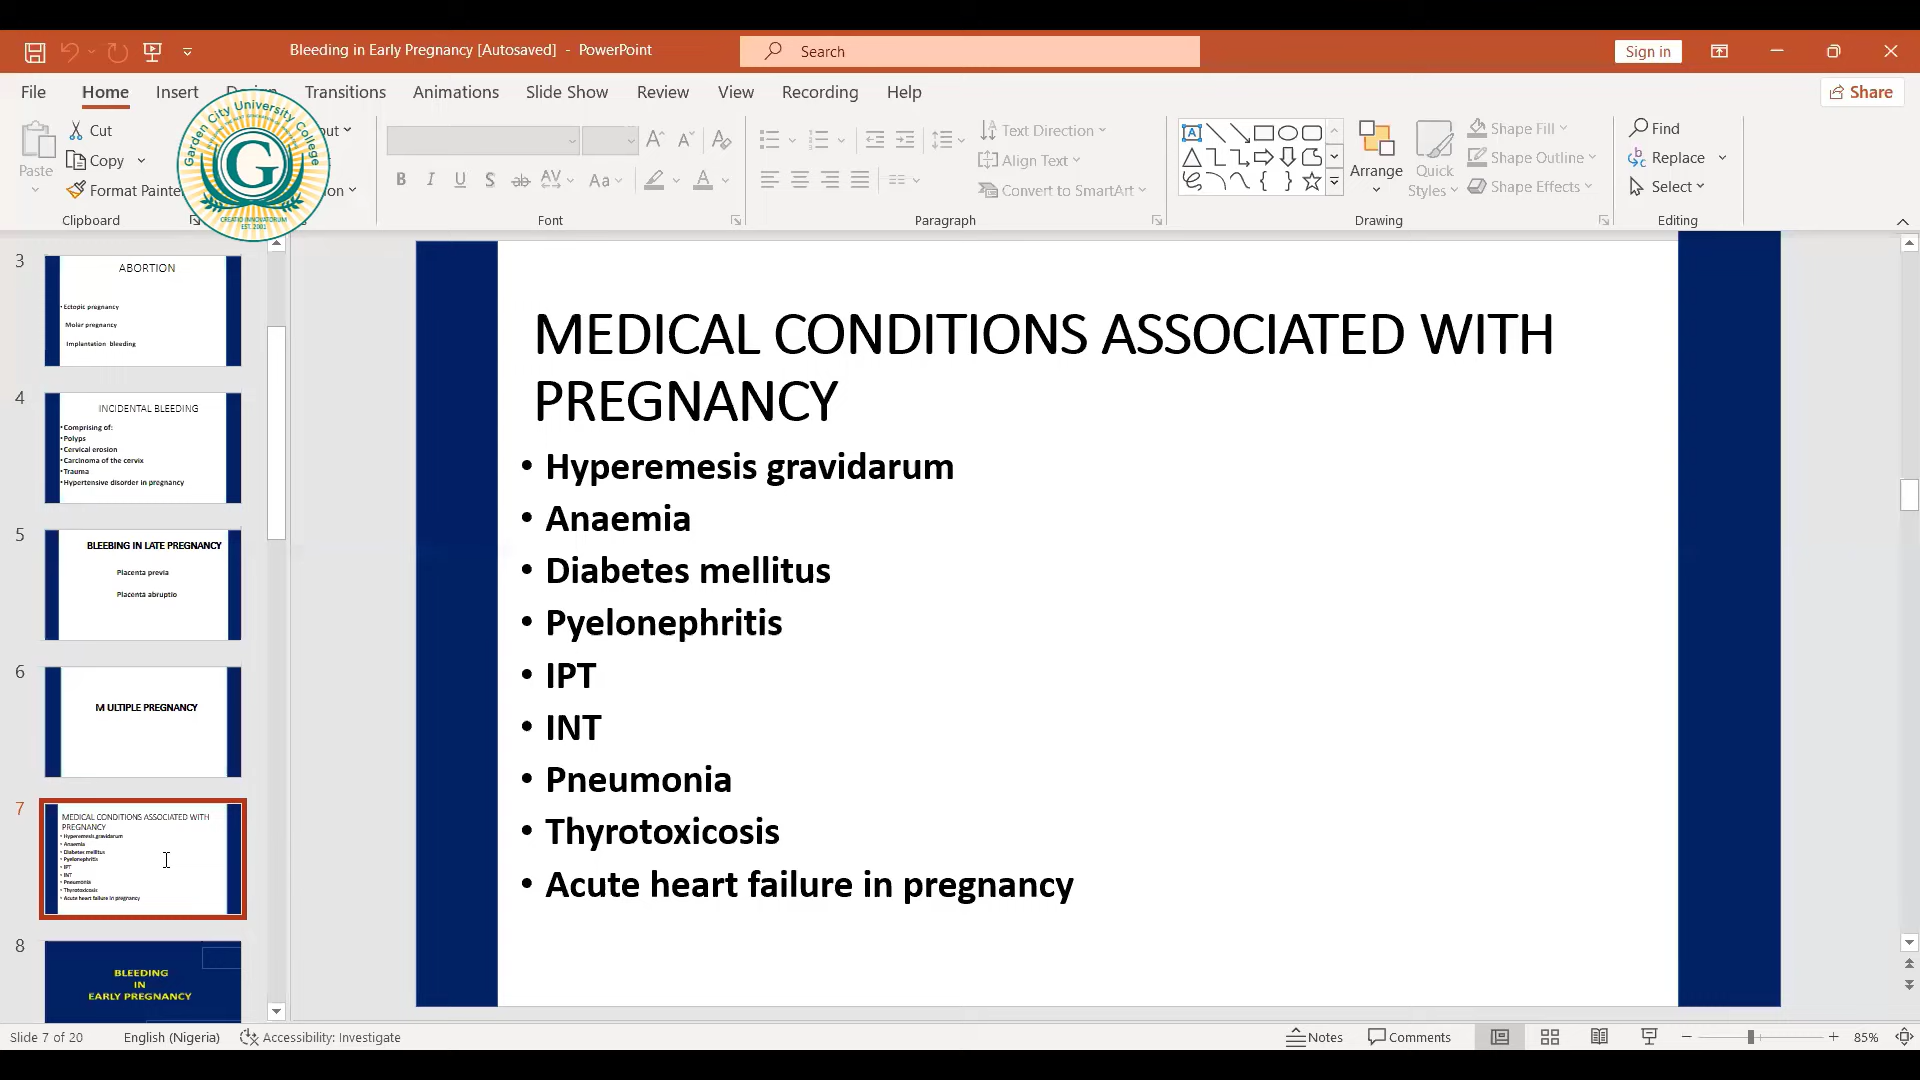 Bleeding in Early Pregnancy [Autosaved] - PowerPoint
Search
Sign in
File
Home
Insert
Transitions
Animations
Slide Show
Review
View
Recording
Help
Share
Paste
Cut
Copy
Format Painte
Clipboard
Garden City University College
G
CREATIO INNOVATORUM
EST. 2001
Font
Text Direction
Align Text
Convert to SmartArt
Paragraph
Arrange
Quick
Styles
Shape Fill
Shape Outline
Shape Effects
Drawing
Find
Replace
Select
Editing
3
ABORTION
• Ectopic pregnancy
Molar pregnancy
Implantation bleeding
4
INCIDENTAL BLEEDING
• Comprising of:
• Polyps
• Cervical erosion
• Carcinoma of the cervix
• Trauma
• Hypertensive disorder in pregnancy
5
BLEEBING IN LATE PREGNANCY
Placenta previa
Placenta abruptio
6
M ULTIPLE PREGNANCY
7
MEDICAL CONDITIONS ASSOCIATED WITH
PREGNANCY
• Hyperemesis gravidarum
• Anaemia
• Diabetes mellitus
• Pyelonephritis
• IPT
• INT
• Pneumonia
• Thyrotoxicosis
• Acute heart failure in pregnancy
8
BLEEDING
IN
EARLY PREGNANCY
MEDICAL CONDITIONS ASSOCIATED WITH
PREGNANCY
• Hyperemesis gravidarum
• Anaemia
• Diabetes mellitus
• Pyelonephritis
• IPT
• INT
• Pneumonia
• Thyrotoxicosis
• Acute heart failure in pregnancy
Slide 7 of 20
English (Nigeria)
Accessibility: Investigate
Notes
Comments
85%